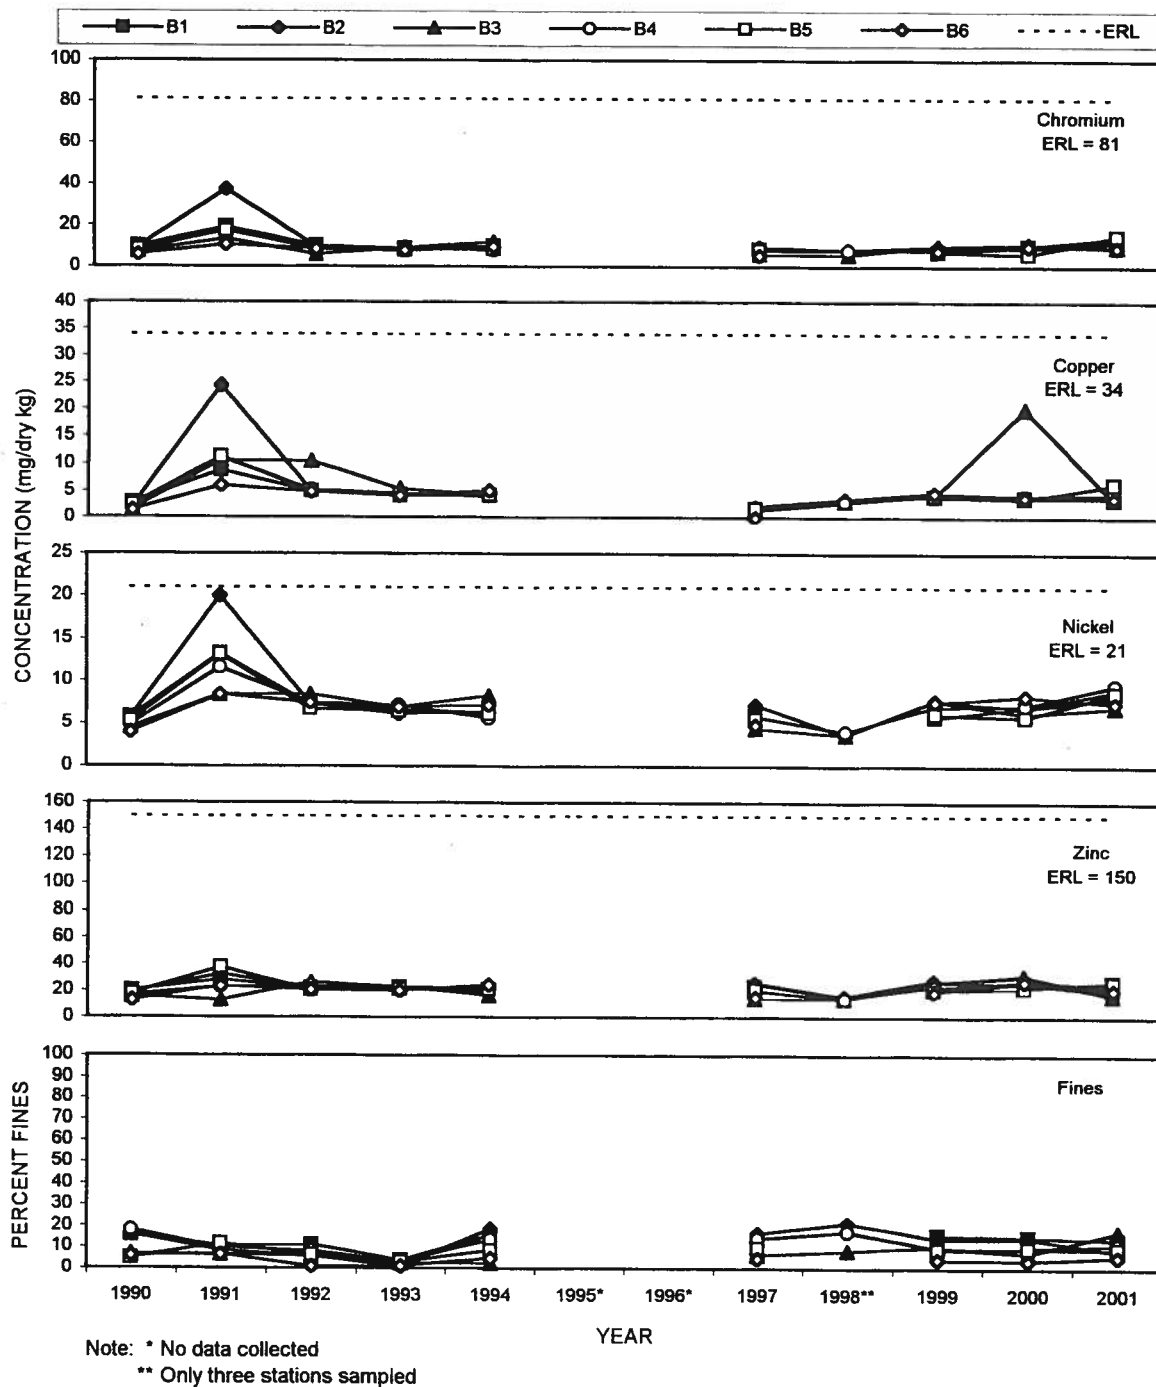 B1 B2 B3 B4 B5 B6 ERL
100
80
60
40
20
0
Chromium
ERL = 81
40
35
30
25
20
15
10
5
0
Copper
ERL = 34
CONCENTRATION (mg/dry kg)
25
20
15
10
5
0
Nickel
ERL = 21
160
140
120
100
80
60
40
20
0
Zinc
ERL = 150
100
90
80
70
60
50
40
30
20
10
0
Fines
PERCENT FINES
1990 1991 1992 1993 1994 1995* 1996* 1997 1998** 1999 2000 2001
YEAR
Note: * No data collected
** Only three stations sampled